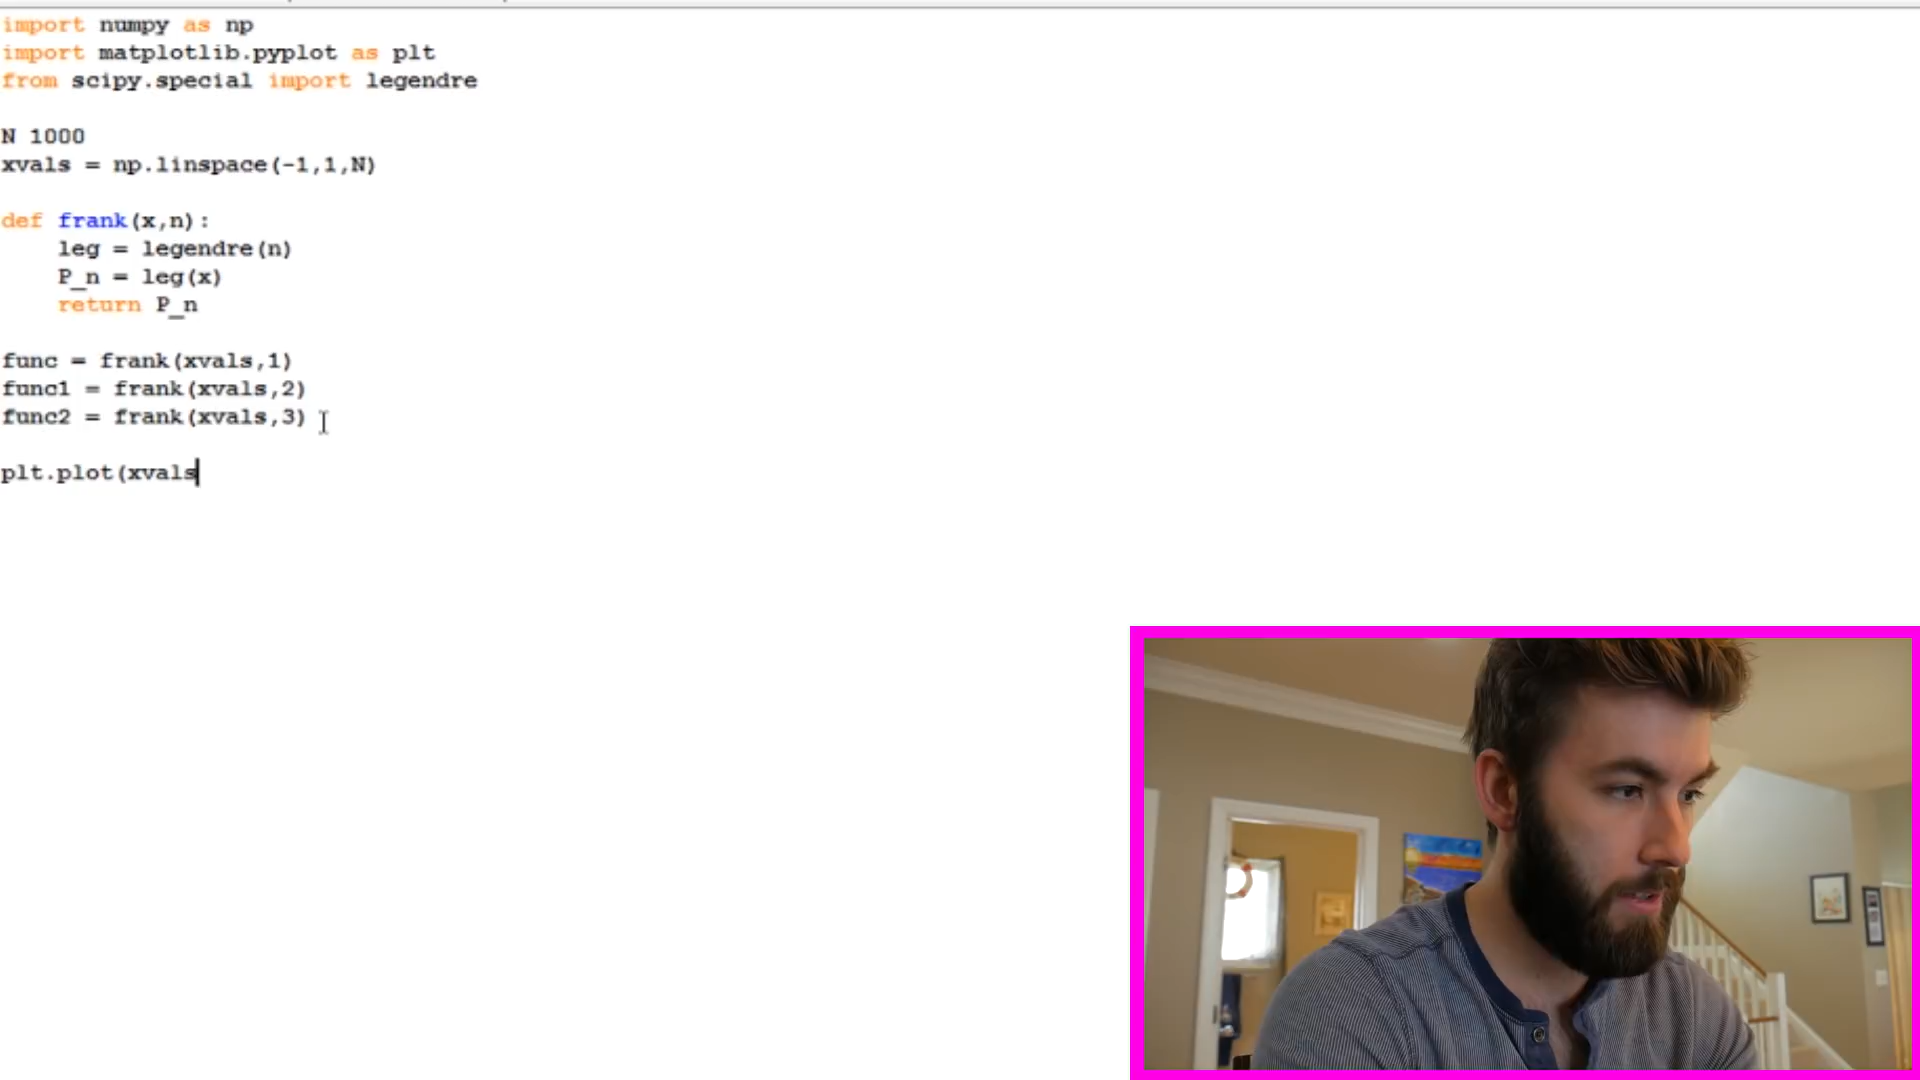 import numpy as np
import matplotlib.pyplot as plt
from scipy.special import legendre
N 1000
xvals = np.linspace(-1,1,N)
def frank(x,n):
    leg = legendre(n)
    P_n = leg(x)
    return P_n
func = frank(xvals,1)
func1 = frank(xvals,2)
func2 = frank(xvals,3)
plt.plot(xvals